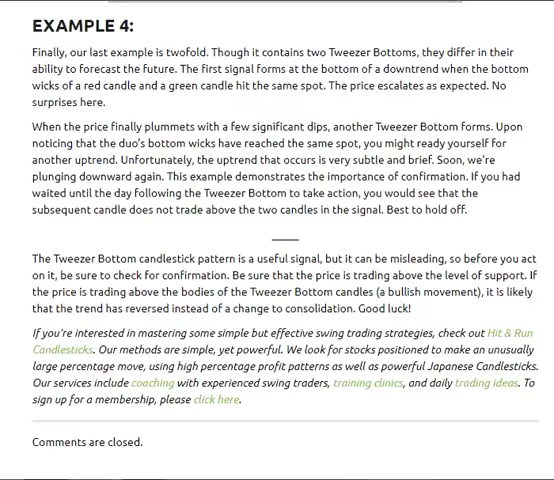 EXAMPLE 4:
Finally, our last example is twofold. Though it contains two Tweezer Bottoms, they differ in their
ability to forecast the future. The first signal forms at the bottom of a downtrend when the bottom
wicks of a red candle and a green candle hit the same spot. The price escalates as expected. No
surprises here.
When the price finally plummets with a few significant dips, another Tweezer Bottom forms. Upon
noticing that the duo's bottom wicks have reached the same spot, you might ready yourself for
another uptrend. Unfortunately, the uptrend that occurs is very subtle and brief. Soon, we're
plunging downward again. This example demonstrates the importance of confirmation. If you had
waited until the day following the Tweezer Bottom to take action, you would see that the
subsequent candle does not trade above the two candles in the signal. Best to hold off.
The Tweezer Bottom candlestick pattern is a useful signal, but it can be misleading, so before you act
on it, be sure to check for confirmation. Be sure that the price is trading above the level of support. If
the price is trading above the bodies of the Tweezer Bottom candles (a bullish movement), it is likely
that the trend has reversed instead of a change to consolidation. Good luck!
If you're interested in mastering some simple but effective swing trading strategies, check out Hit & Run
Candlesticks. Our methods are simple, yet powerful. We look for stocks positioned to make an unusually
large percentage move, using high percentage profit patterns as well as powerful Japanese Candlesticks.
Our services include coaching with experienced swing traders, training clinics, and daily trading ideas. To
sign up for a membership, please click here.
Comments are closed.